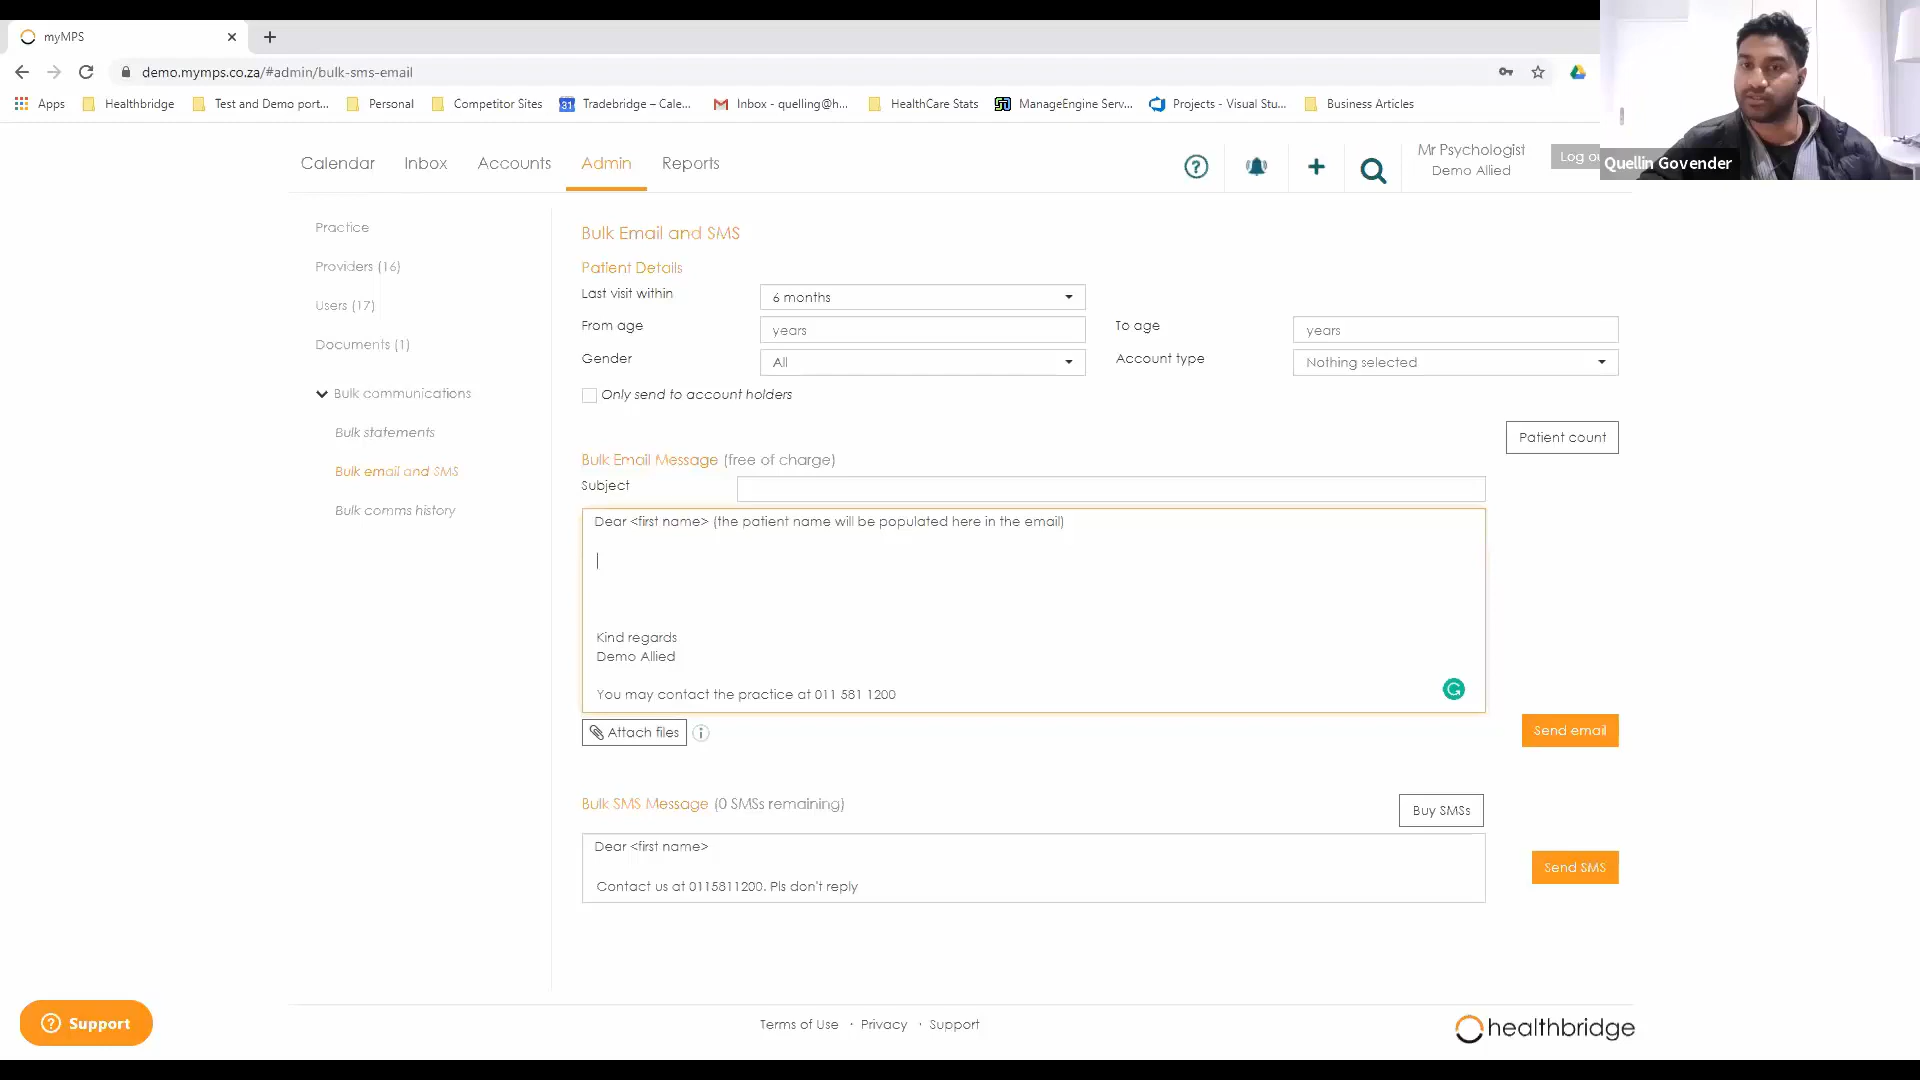 myMPS
demo.mymps.co.za/#admin/bulk-sms-email
Apps Healthbridge Test and Demo port... Personal Competitor Sites 31 Tradebridge – Cale... Inbox - quelling@h... HealthCare Stats ManageEngine Serv... Projects - Visual Stu... Business Articles
Quellin Govender
Calendar Inbox Accounts Admin Reports
Mr Psychologist
Demo Allied
Log ou
Practice
Providers (16)
Users (17)
Documents (1)
Bulk communications
Bulk statements
Bulk email and SMS
Bulk comms history
Bulk Email and SMS
Patient Details
Last visit within 6 months
From age years To age years
Gender All Account type Nothing selected
Only send to account holders
Patient count
Bulk Email Message (free of charge)
Subject
Dear <first name> (the patient name will be populated here in the email)
Kind regards
Demo Allied
You may contact the practice at 011 581 1200
Attach files
Send email
Bulk SMS Message (0 SMSs remaining)
Buy SMSs
Dear <first name>
Contact us at 0115811200. Pls don't reply
Send SMS
Support
Terms of Use · Privacy · Support
healthbridge